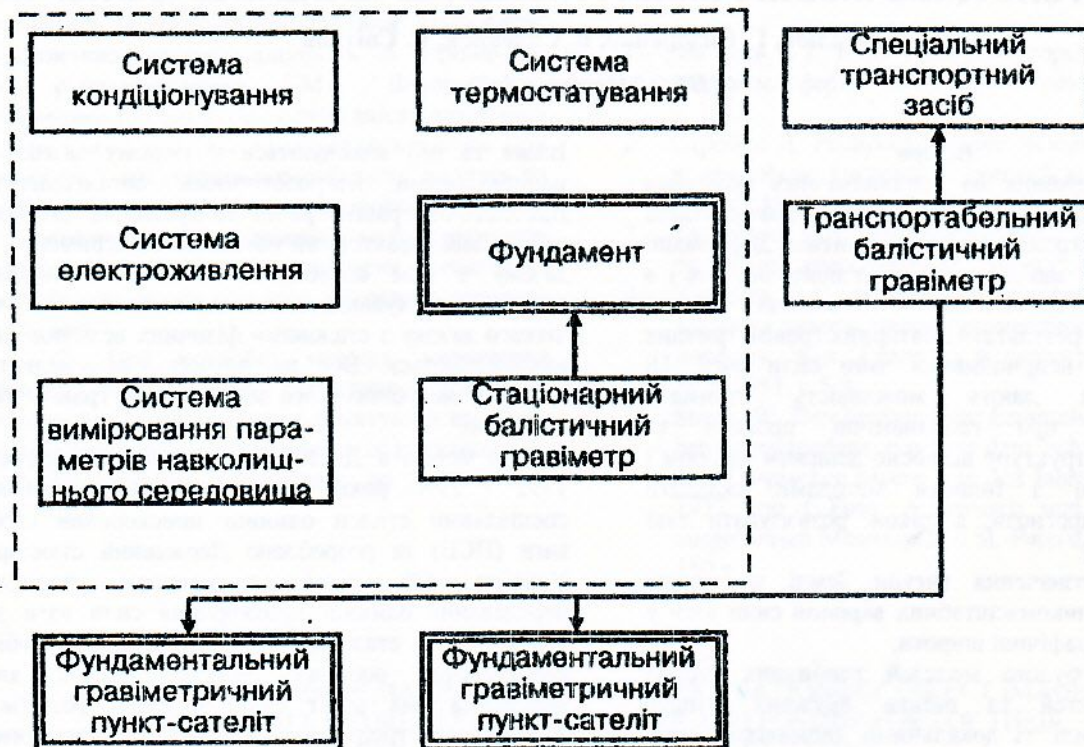 Система
кондіціонування
Система
термостатування
Спеціальний
транспортний
засіб
Система
електроживлення
Фундамент
Транспортабельний
балістичний
гравіметр
Система
вимірювання пара-
метрів навколиш-
нього середовища
Стаціонарний
балістичний
гравіметр
Фундаментальний
гравіметричний
пункт-сателіт
Фундаментальний
гравіметричний
пункт-сателіт